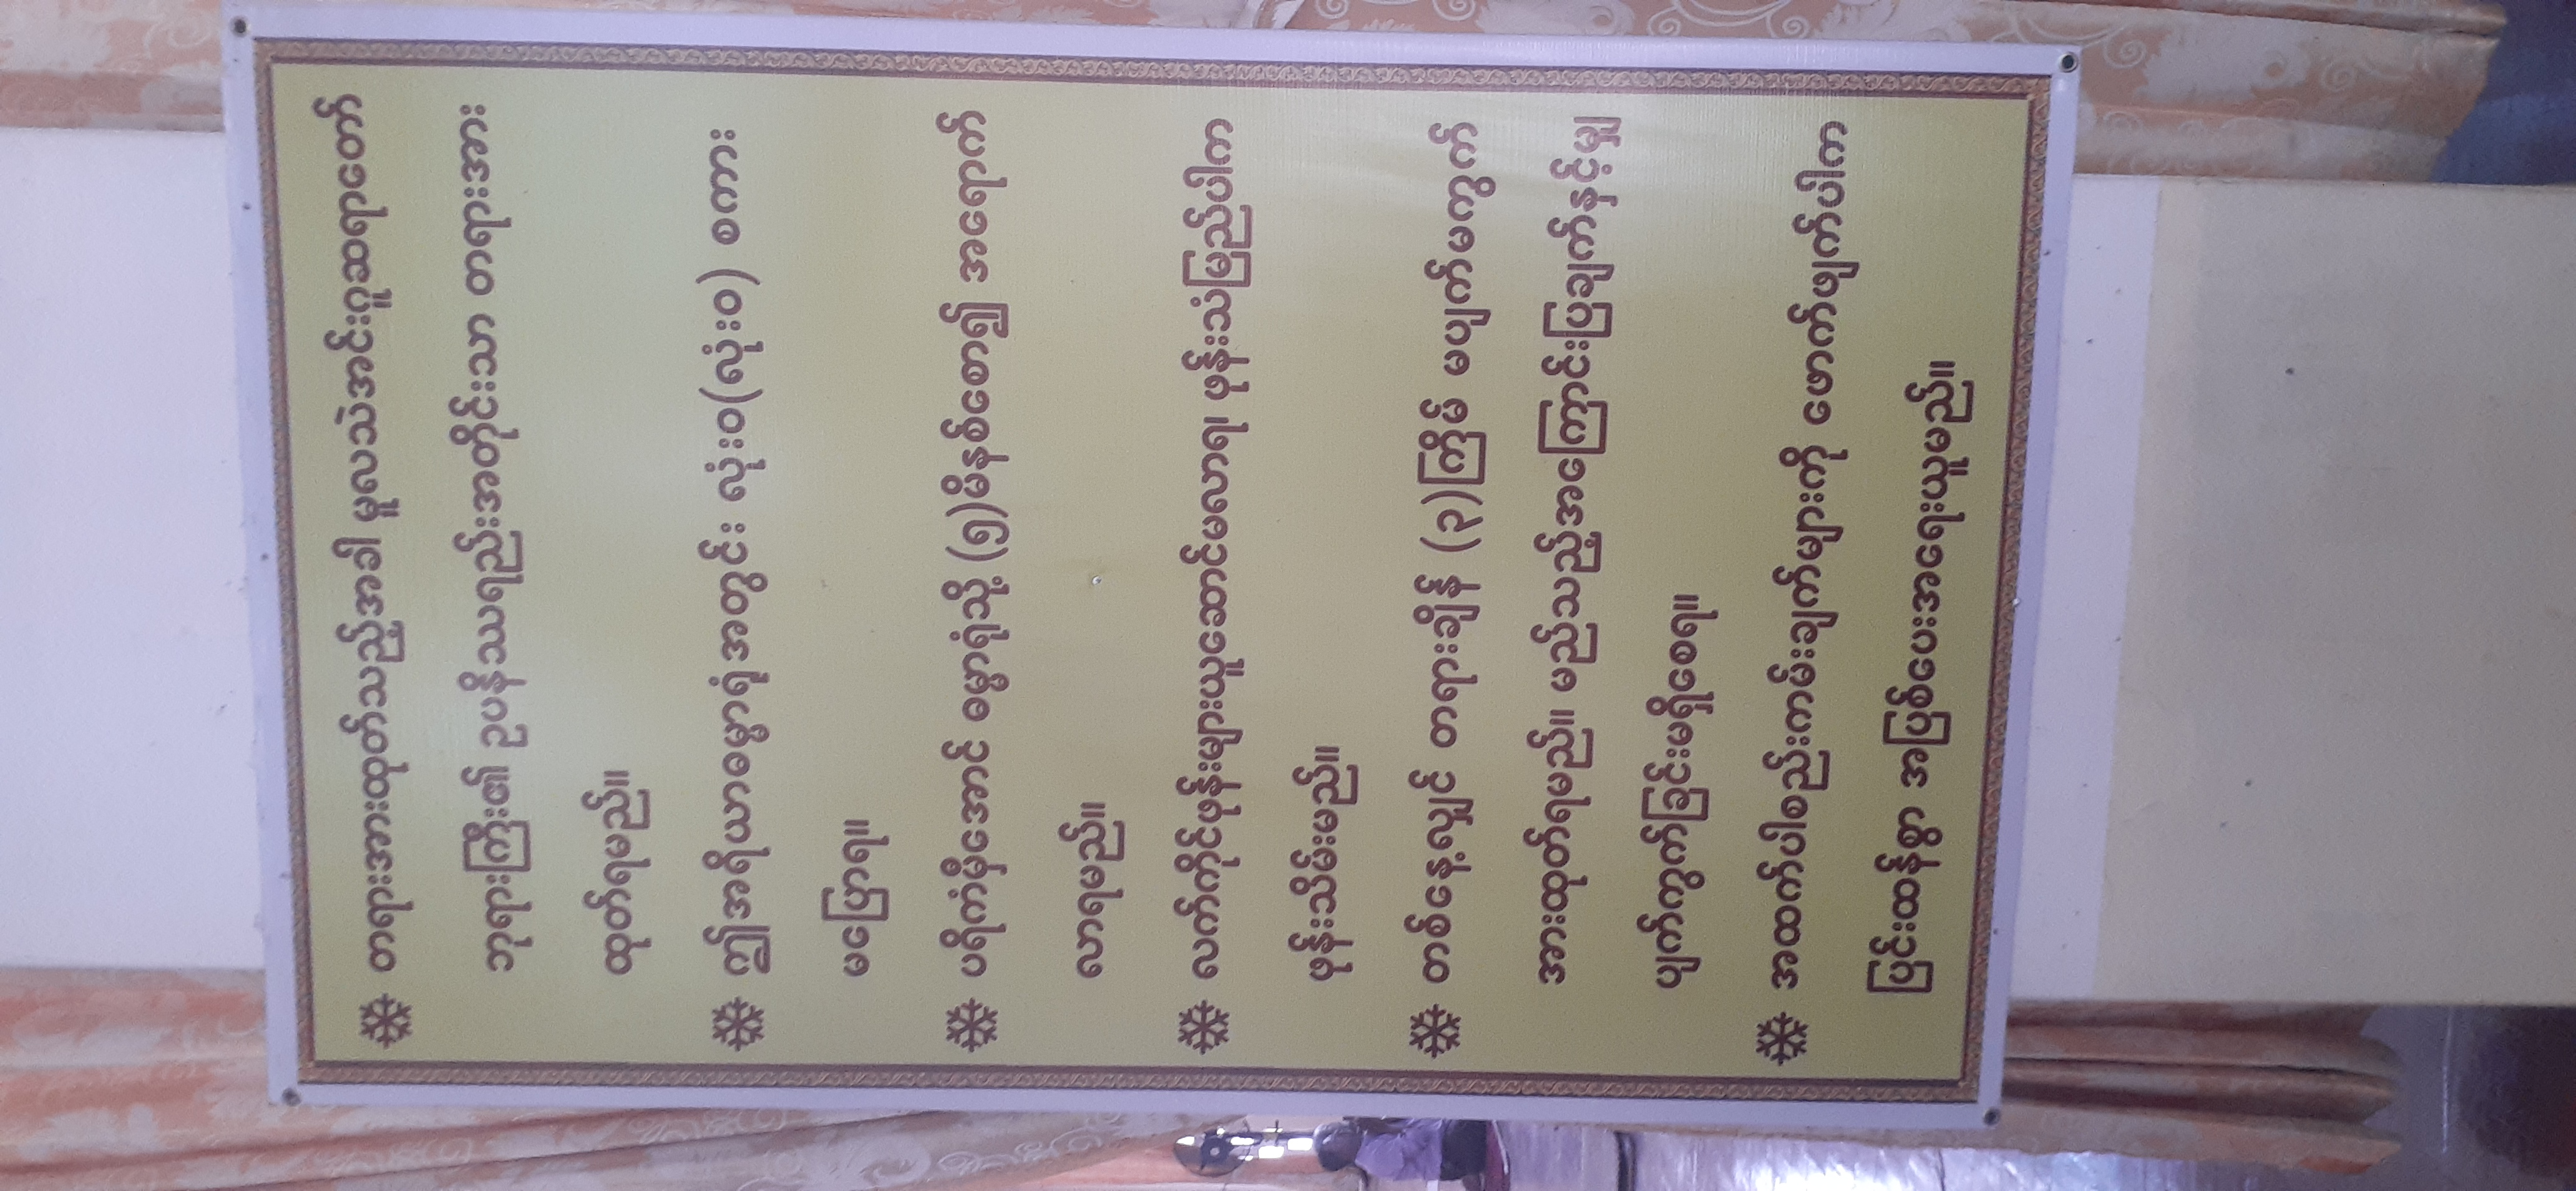 တရားအားထုတ်သည့်အခါ မူလသဲအင်းဂူဆရာတော်
ဘုရားကြီး၏ ဥပနိဿရည်းအတိုင်းသာ တရားအား
ထုတ်ရမည်။
ဤအရိယာဓမ္မာရုံအတွင်း လုံးဝ(လုံးဝ) စကား
မပြောရ။
ပရိကံမှီအောင် ဓမ္မာရုံသို့ (၅)မိနစ်စော၍ အရောက်
လာရမည်။
လက်ကိုင်ဖုန်းများယူဆောင်မလာရ၊ ဖုန်းသံမြည်ပါက
ဖုန်းသိမ်းမည်။
တစ်နေ့လျှင် တရားချိန် (၃)ကြိမ် မပျက်မကွက်
အားထုတ်ရမည်။ မည်သည့်အကြောင်းပြချက်နှင့်မျှ
ပျက်ကွက်ခြင်းမရှိစေရ။
အထက်ပါစည်းကမ်းချက်များကို ဖောက်ဖျက်ပါက
ပြင်းထန်စွာ အပြစ်ပေးအရေးယူမည်။